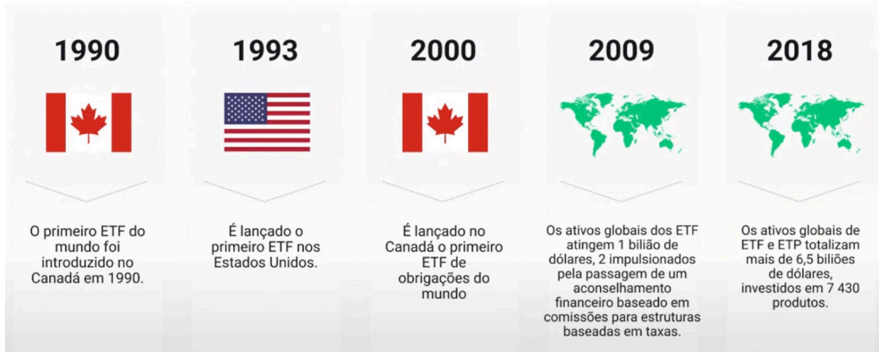 1990
O primeiro ETF do
mundo foi
introduzido no
Canadá em 1990.
1993
É lançado o
primeiro ETF nos
Estados Unidos.
2000
É lançado no
Canadá o primeiro
ETF de
obrigações do
mundo
2009
Os ativos globais dos ETF
atingem 1 bilião de
dólares, 2 impulsionados
pela passagem de um
aconselhamento
financeiro baseado em
comissões para estruturas
baseadas em taxas.
2018
Os ativos globais de
ETF e ETP totalizam
mais de 6,5 biliões
de dólares,
investidos em 7 430
produtos.